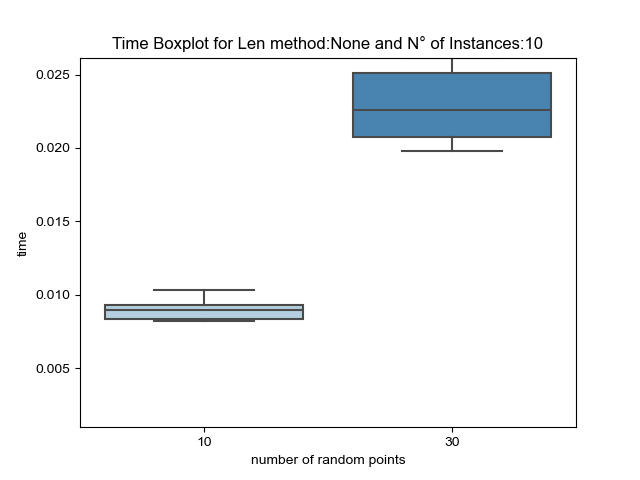 Time Boxplot for Len method:None and N° of Instances:10
0.025
0.020
0.015
0.010
0.005
time
10 30
number of random points